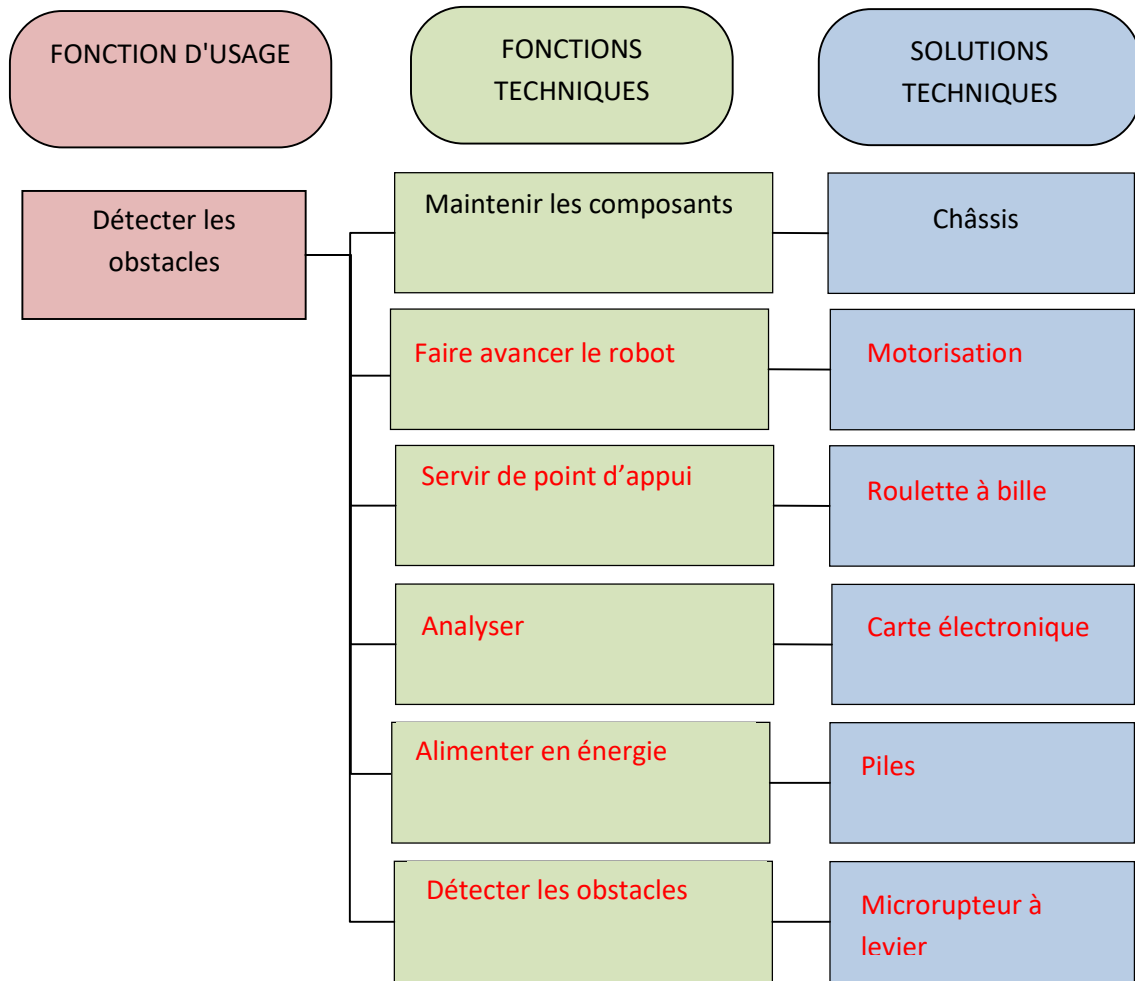 FONCTION D'USAGE
FONCTIONS
TECHNIQUES
SOLUTIONS
TECHNIQUES
Détecter les
obstacles
Maintenir les composants
Châssis
Faire avancer le robot
Motorisation
Servir de point d’appui
Roulette à bille
Analyser
Carte électronique
Alimenter en énergie
Piles
Détecter les obstacles
Microrupteur à
levier